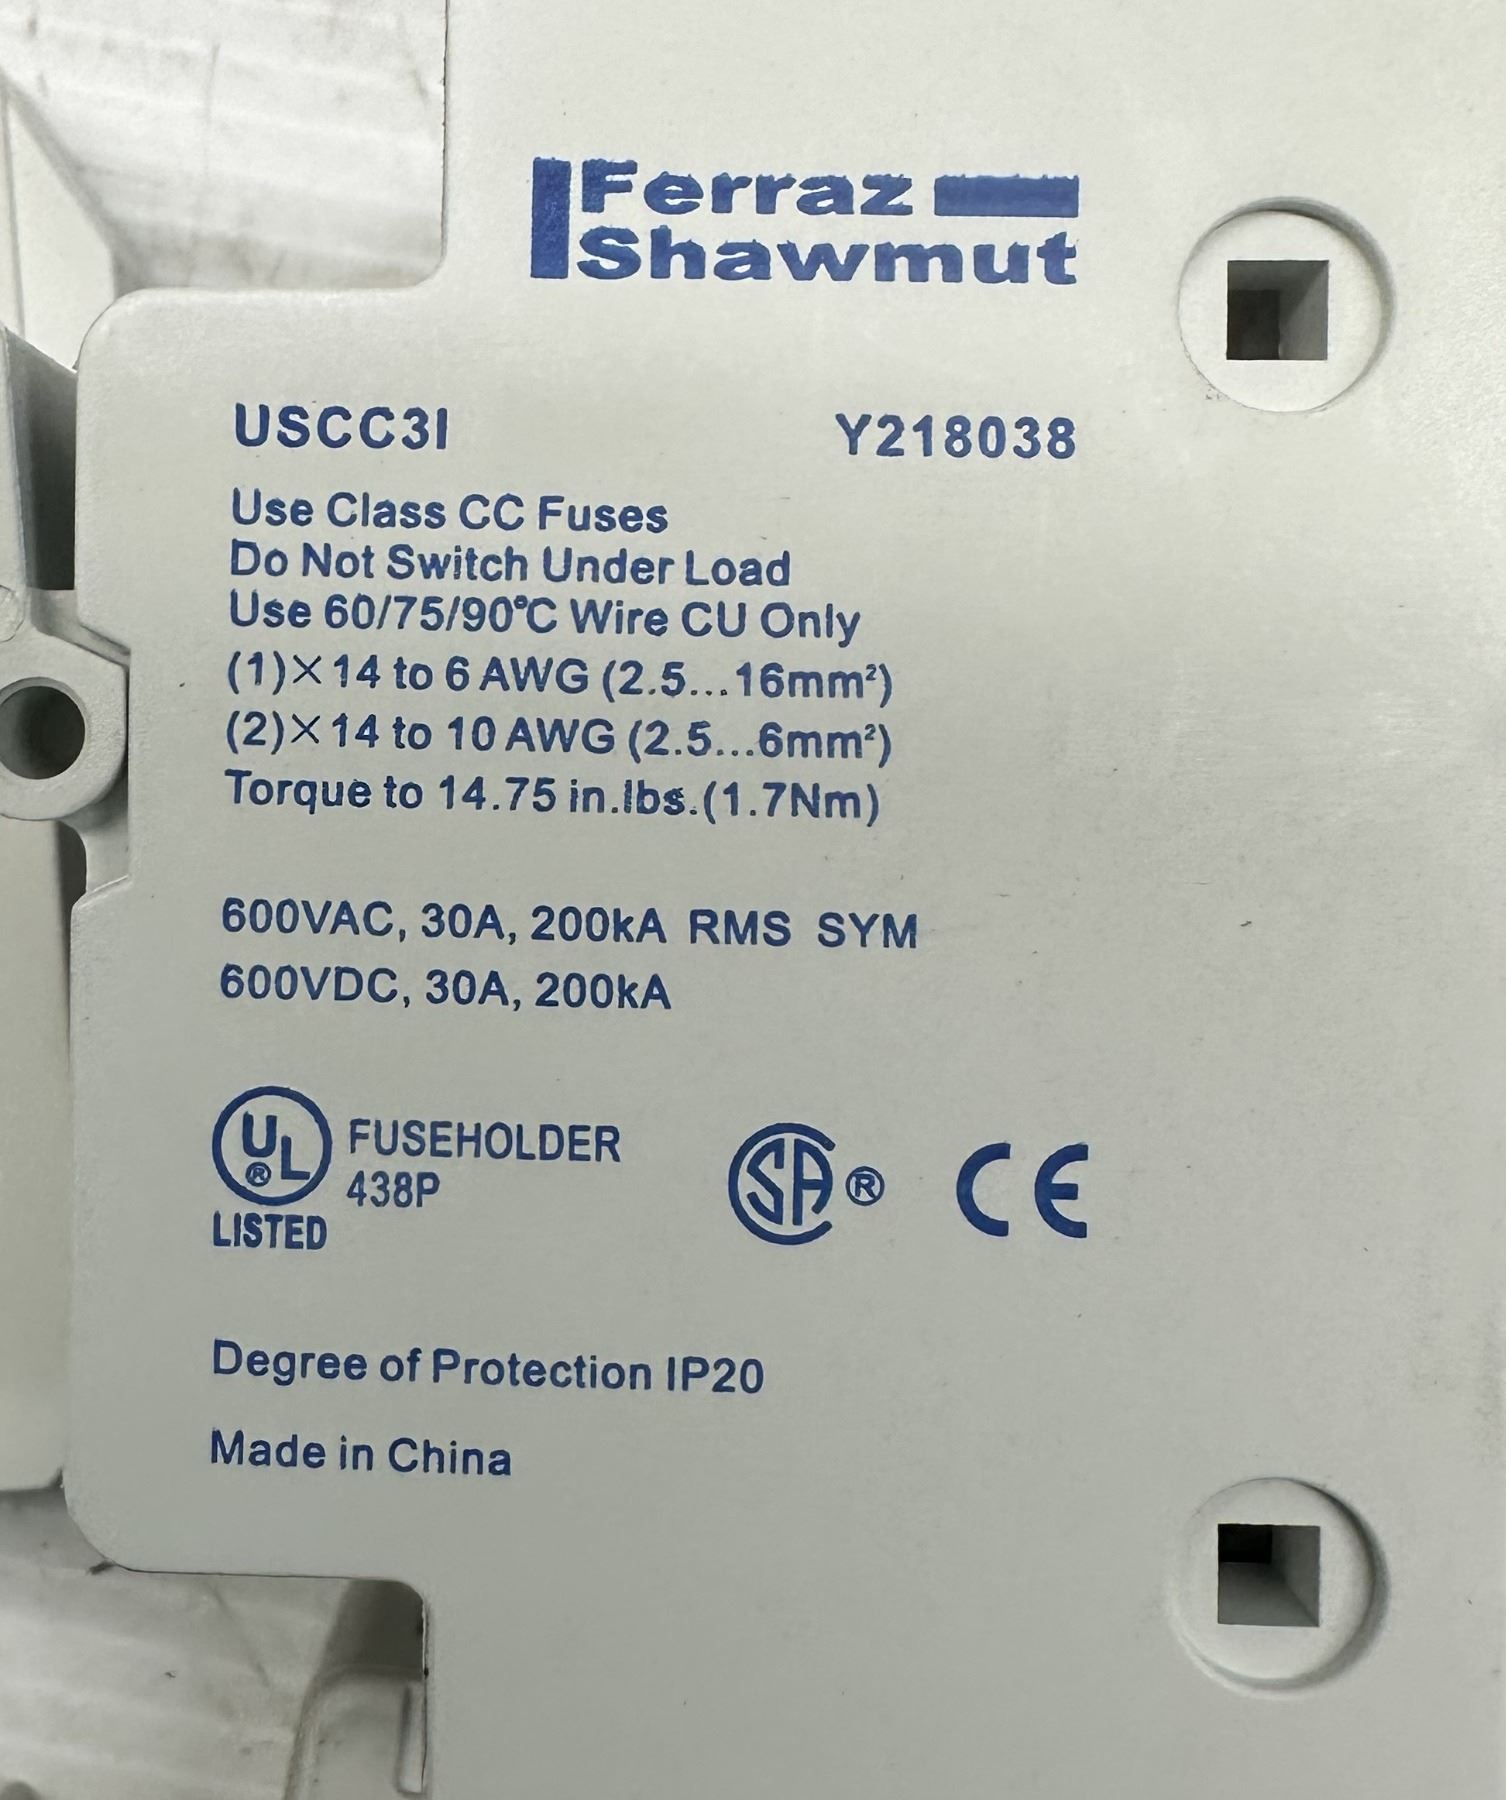 Ferraz
Shawmut
USCC3I Y218038
Use Class CC Fuses
Do Not Switch Under Load
Use 60/75/90°C Wire CU Only
(1)×14 to 6 AWG (2.5...16mm²)
(2)×14 to 10 AWG (2.5...6mm²)
Torque to 14.75 in.lbs.(1.7Nm)
600VAC, 30A, 200kA RMS SYM
600VDC, 30A, 200kA
UL® FUSEHOLDER
438P
LISTED
SA® CE
Degree of Protection IP20
Made in China